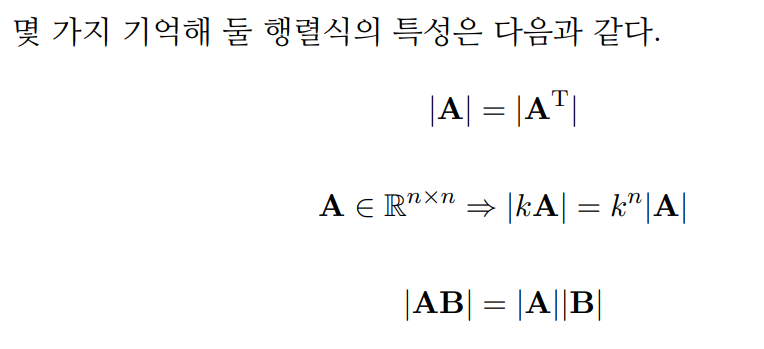 몇 가지 기억해 둘 행렬식의 특성은 다음과 같다.
|A| = |Aᵀ|
A ∈ ℝⁿˣⁿ ⇒ |kA| = kⁿ|A|
|AB| = |A||B|